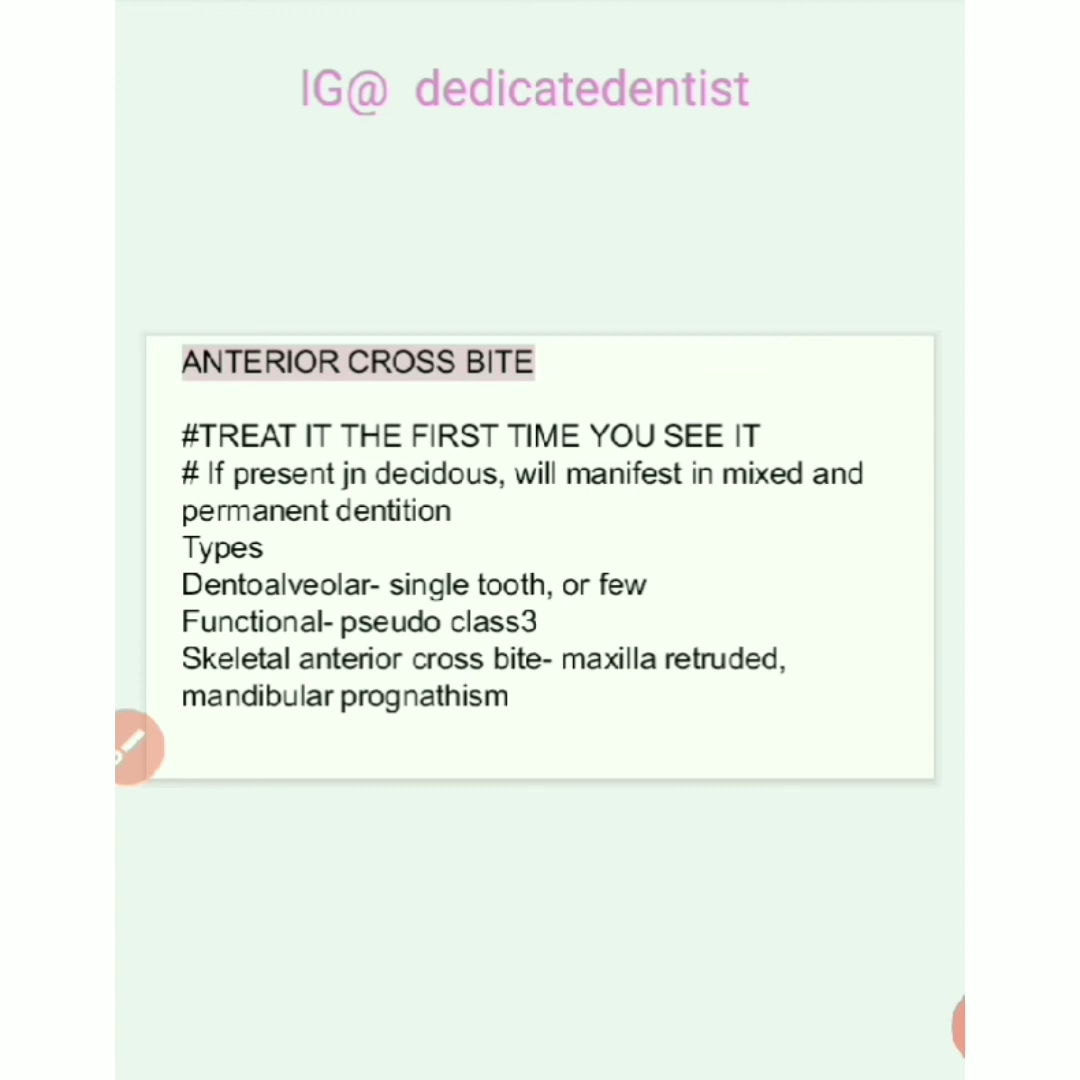 IG@ dedicatedentist
ANTERIOR CROSS BITE
#TREAT IT THE FIRST TIME YOU SEE IT
# If present jn decidous, will manifest in mixed and
permanent dentition
Types
Dentoalveolar- single tooth, or few
Functional- pseudo class3
Skeletal anterior cross bite- maxilla retruded,
mandibular prognathism